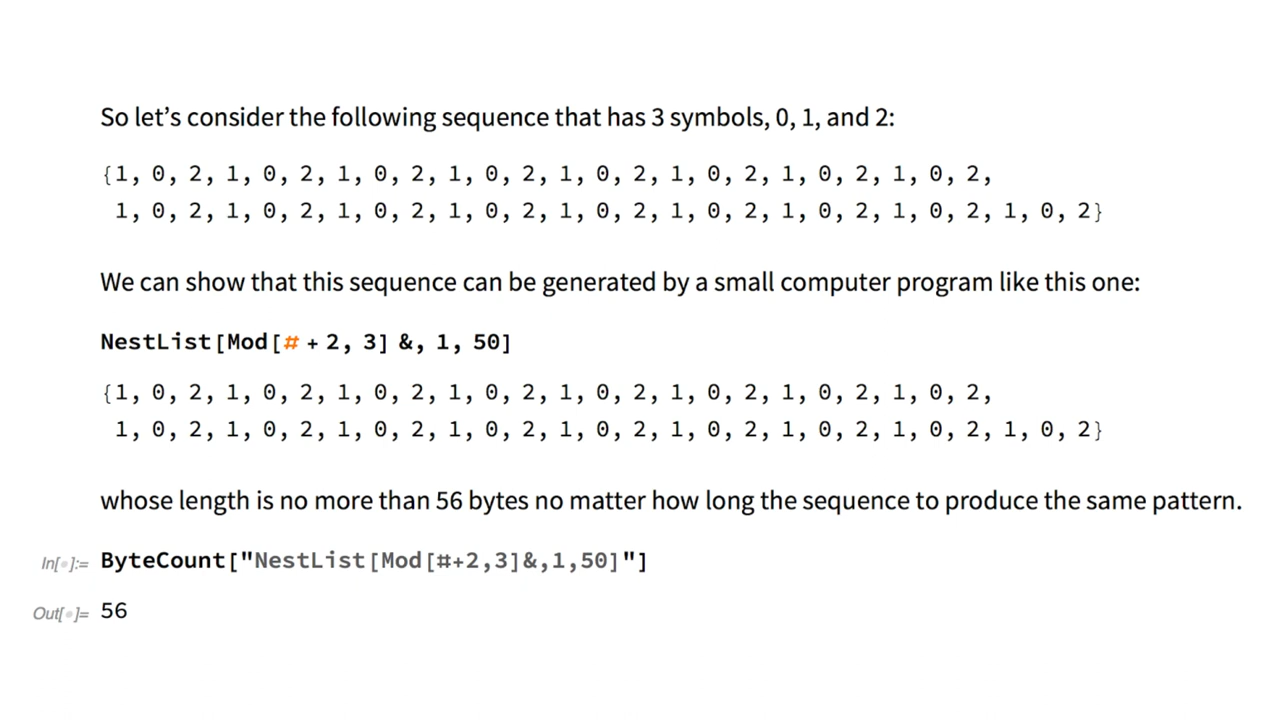 So let’s consider the following sequence that has 3 symbols, 0, 1, and 2:
{1, 0, 2, 1, 0, 2, 1, 0, 2, 1, 0, 2, 1, 0, 2, 1, 0, 2, 1, 0, 2, 1, 0, 2,
1, 0, 2, 1, 0, 2, 1, 0, 2, 1, 0, 2, 1, 0, 2, 1, 0, 2, 1, 0, 2, 1, 0, 2, 1, 0, 2}
We can show that this sequence can be generated by a small computer program like this one:
NestList[Mod[# + 2, 3] &, 1, 50]
{1, 0, 2, 1, 0, 2, 1, 0, 2, 1, 0, 2, 1, 0, 2, 1, 0, 2, 1, 0, 2, 1, 0, 2,
1, 0, 2, 1, 0, 2, 1, 0, 2, 1, 0, 2, 1, 0, 2, 1, 0, 2, 1, 0, 2, 1, 0, 2, 1, 0, 2}
whose length is no more than 56 bytes no matter how long the sequence to produce the same pattern.
In[•]:= ByteCount["NestList[Mod[#+2,3]&,1,50]"]
Out[•]= 56